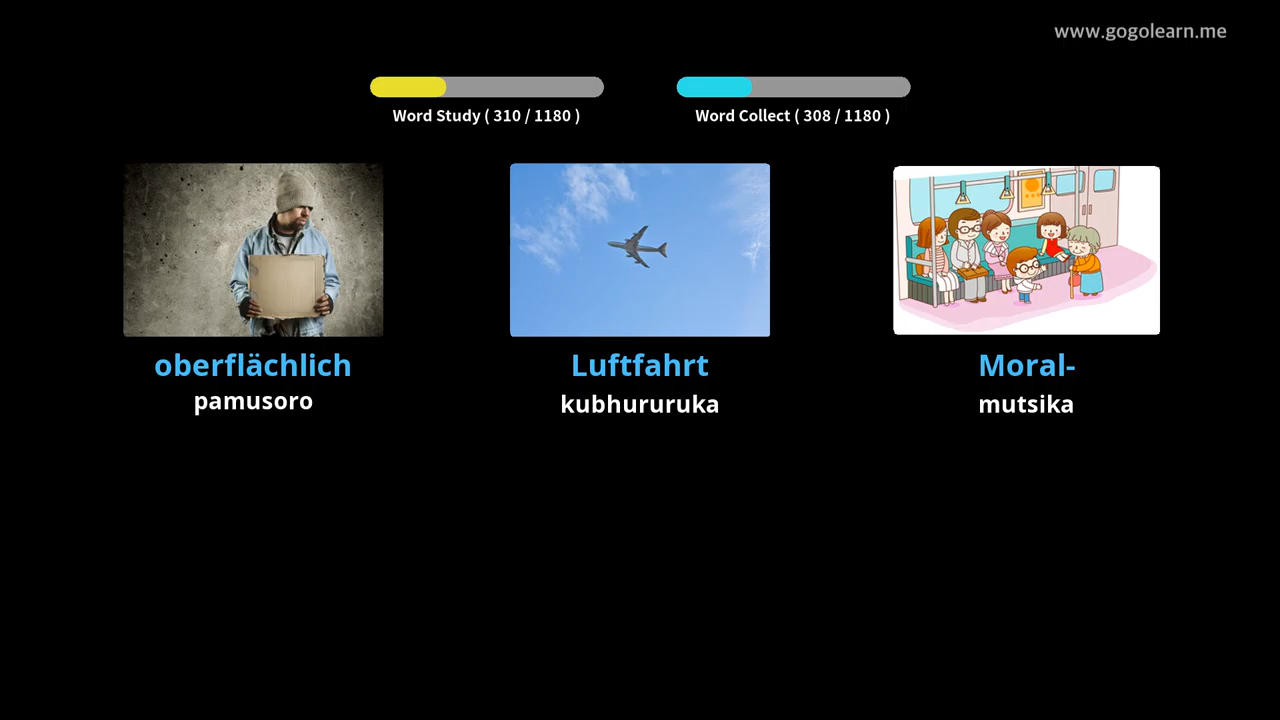 www.gogolearn.me
Word Study ( 310 / 1180 )
Word Collect ( 308 / 1180 )
oberflächlich
Luftfahrt
Moral-
pamusoro
kubhururuka
mutsika